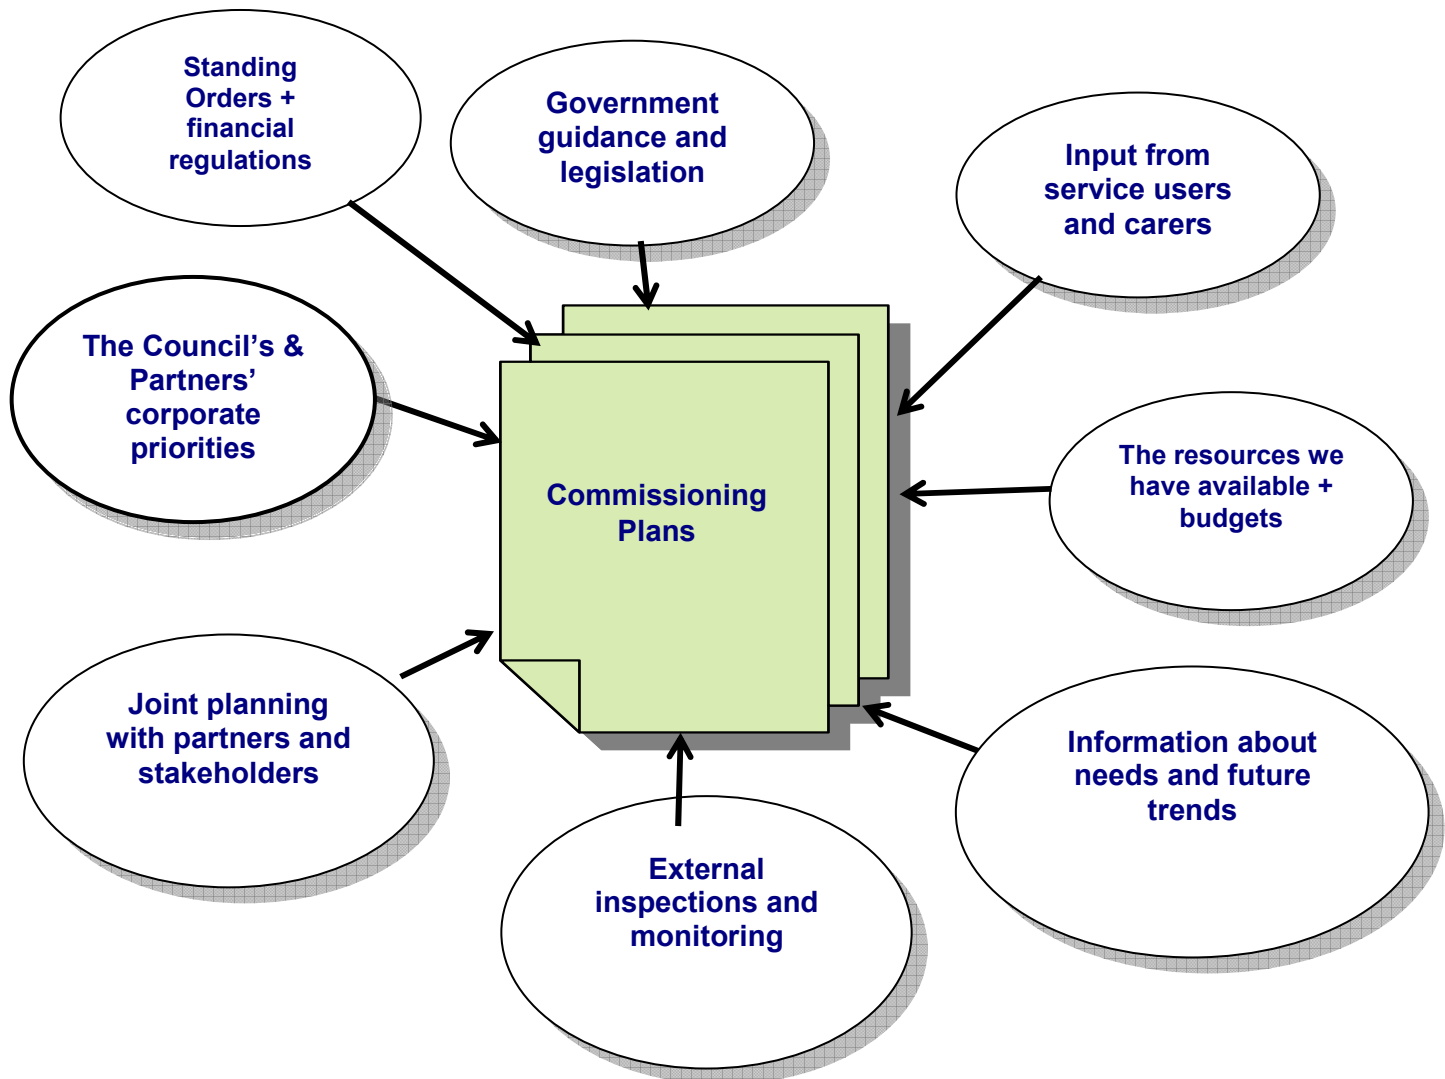 Standing
Orders +
financial
regulations
Government
guidance and
legislation
Input from
service users
and carers
The Council’s &
Partners’
corporate
priorities
The resources we
have available +
budgets
Commissioning
Plans
Joint planning
with partners and
stakeholders
Information about
needs and future
trends
External
inspections and
monitoring